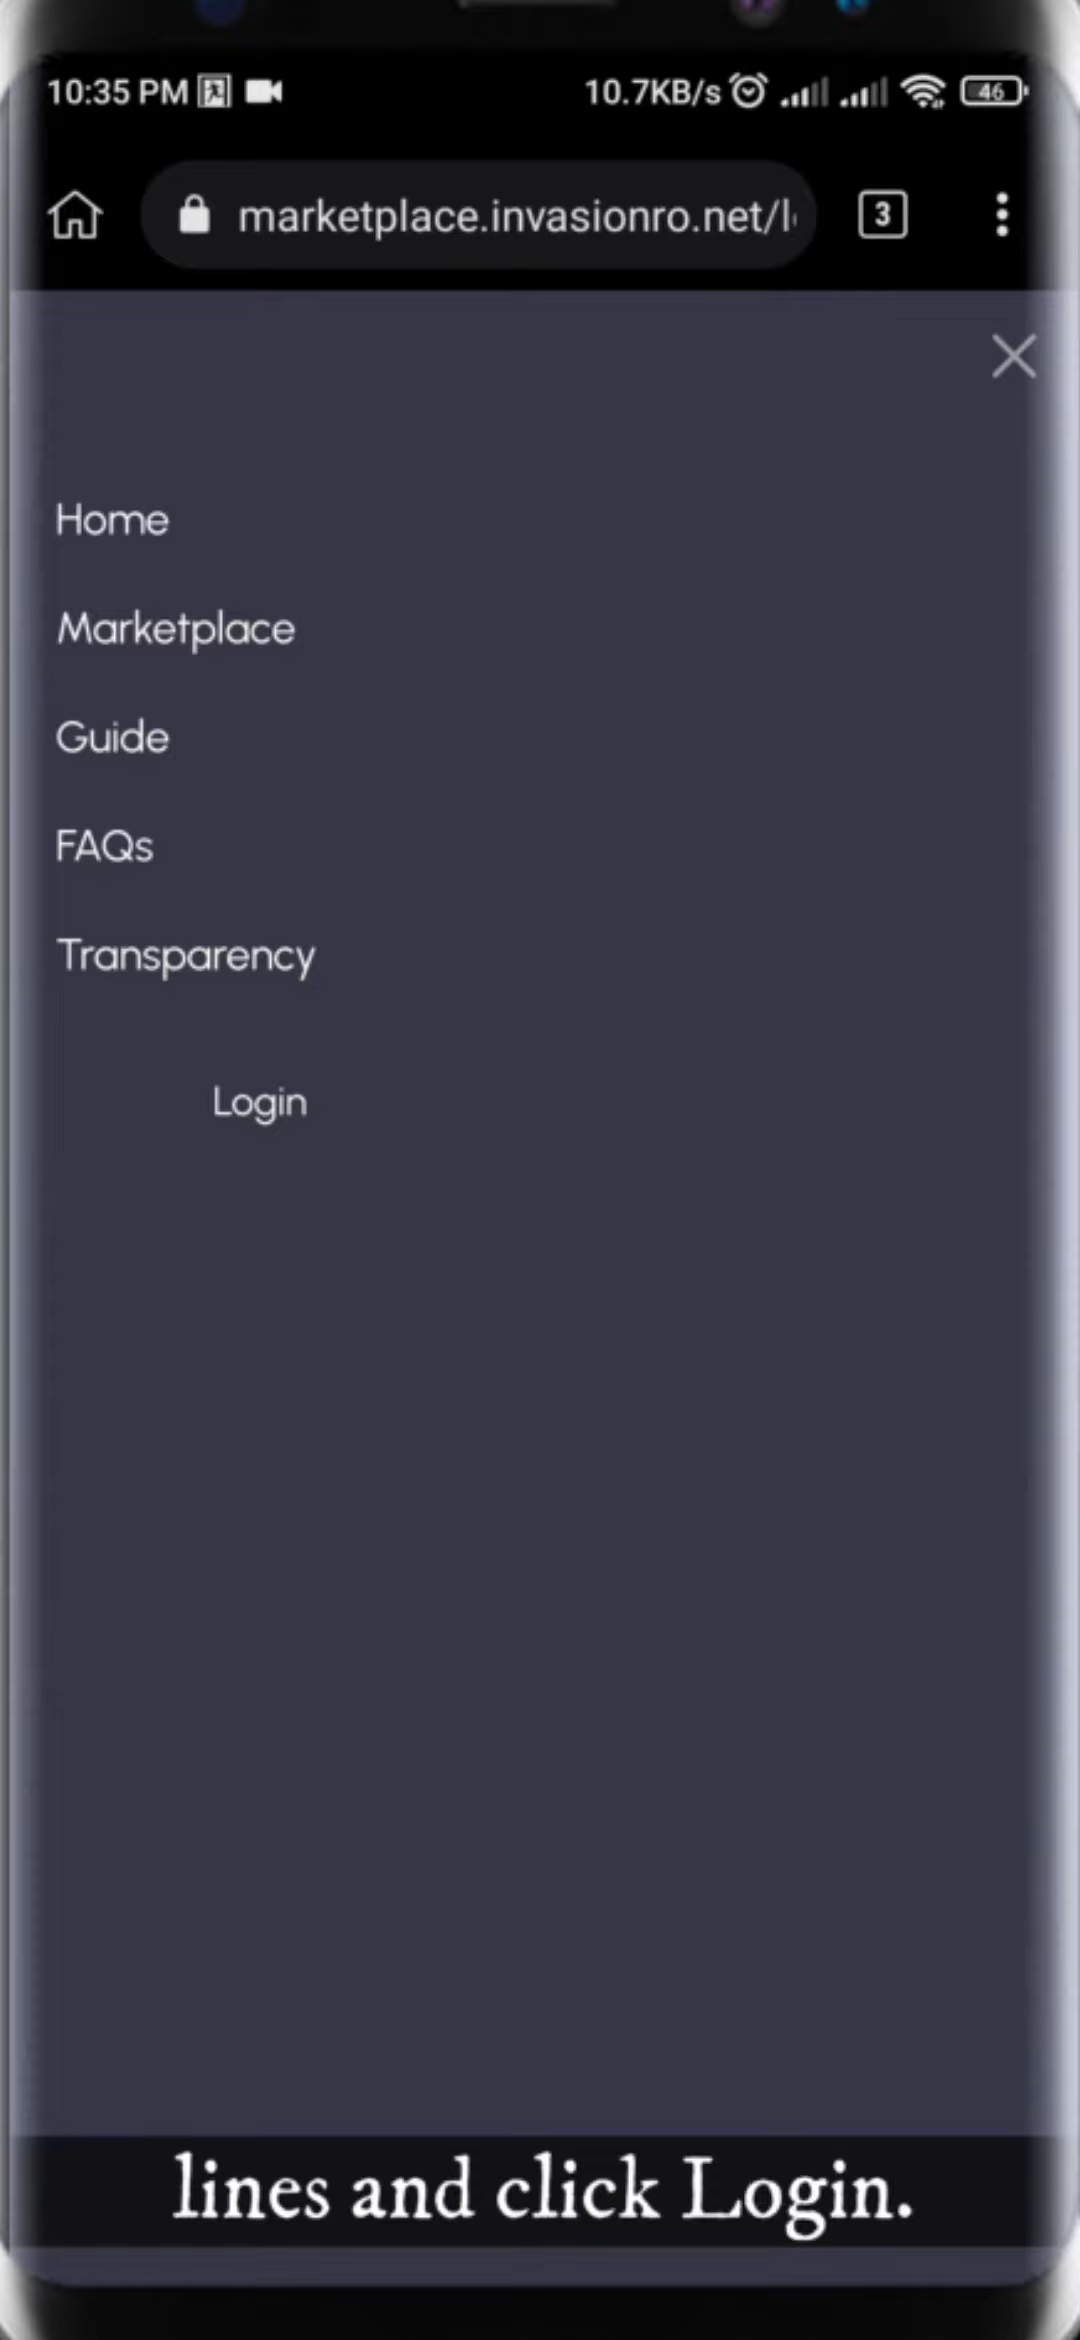 10:35 PM 10.7KB/s 46
marketplace.invasionro.net/l
3
Home
Marketplace
Guide
FAQs
Transparency
Login
lines and click Login.